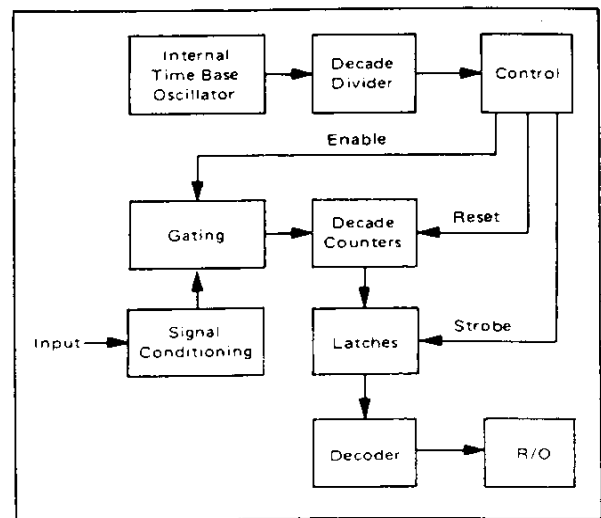 Internal
Time Base
Oscillator
Decade
Divider
Control
Enable
Gating
Decade
Counters
Reset
Input
Signal
Conditioning
Latches
Strobe
Decoder
R/O